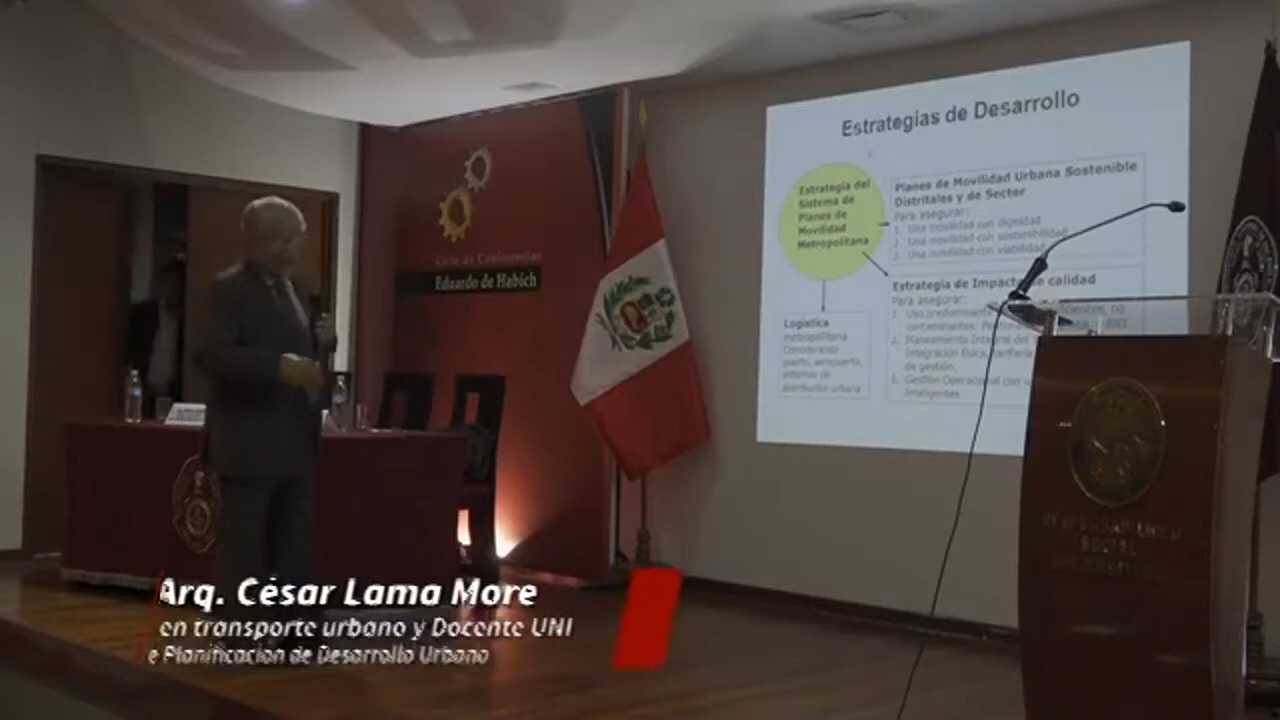 Estrategias de Desarrollo
Estrategia del
Sistema de
Planes de
Movilidad
Metropolitana
Planes de Movilidad Urbana Sostenible
Distritales y de Sector
Para asegurar:
1. Una movilidad con dignidad
2. Una movilidad con sostenibilidad
3. Una movilidad con viabilidad
Estrategia de Impacto de calidad
Para asegurar:
1. Uso
no
contaminantes:
2. Planeamiento Integral del
Integración física, tarifaria
de gestión.
3. Gestión Operacional con
Inteligentes.
Logística
metropolitana
Considerando
puerto, aeropuerto,
sistemas de
distribución urbana
Ciclo de Conferencias
Eduardo de Habich
Arq. César Lama More
en transporte urbano y Docente UNI
e Planificación de Desarrollo Urbano